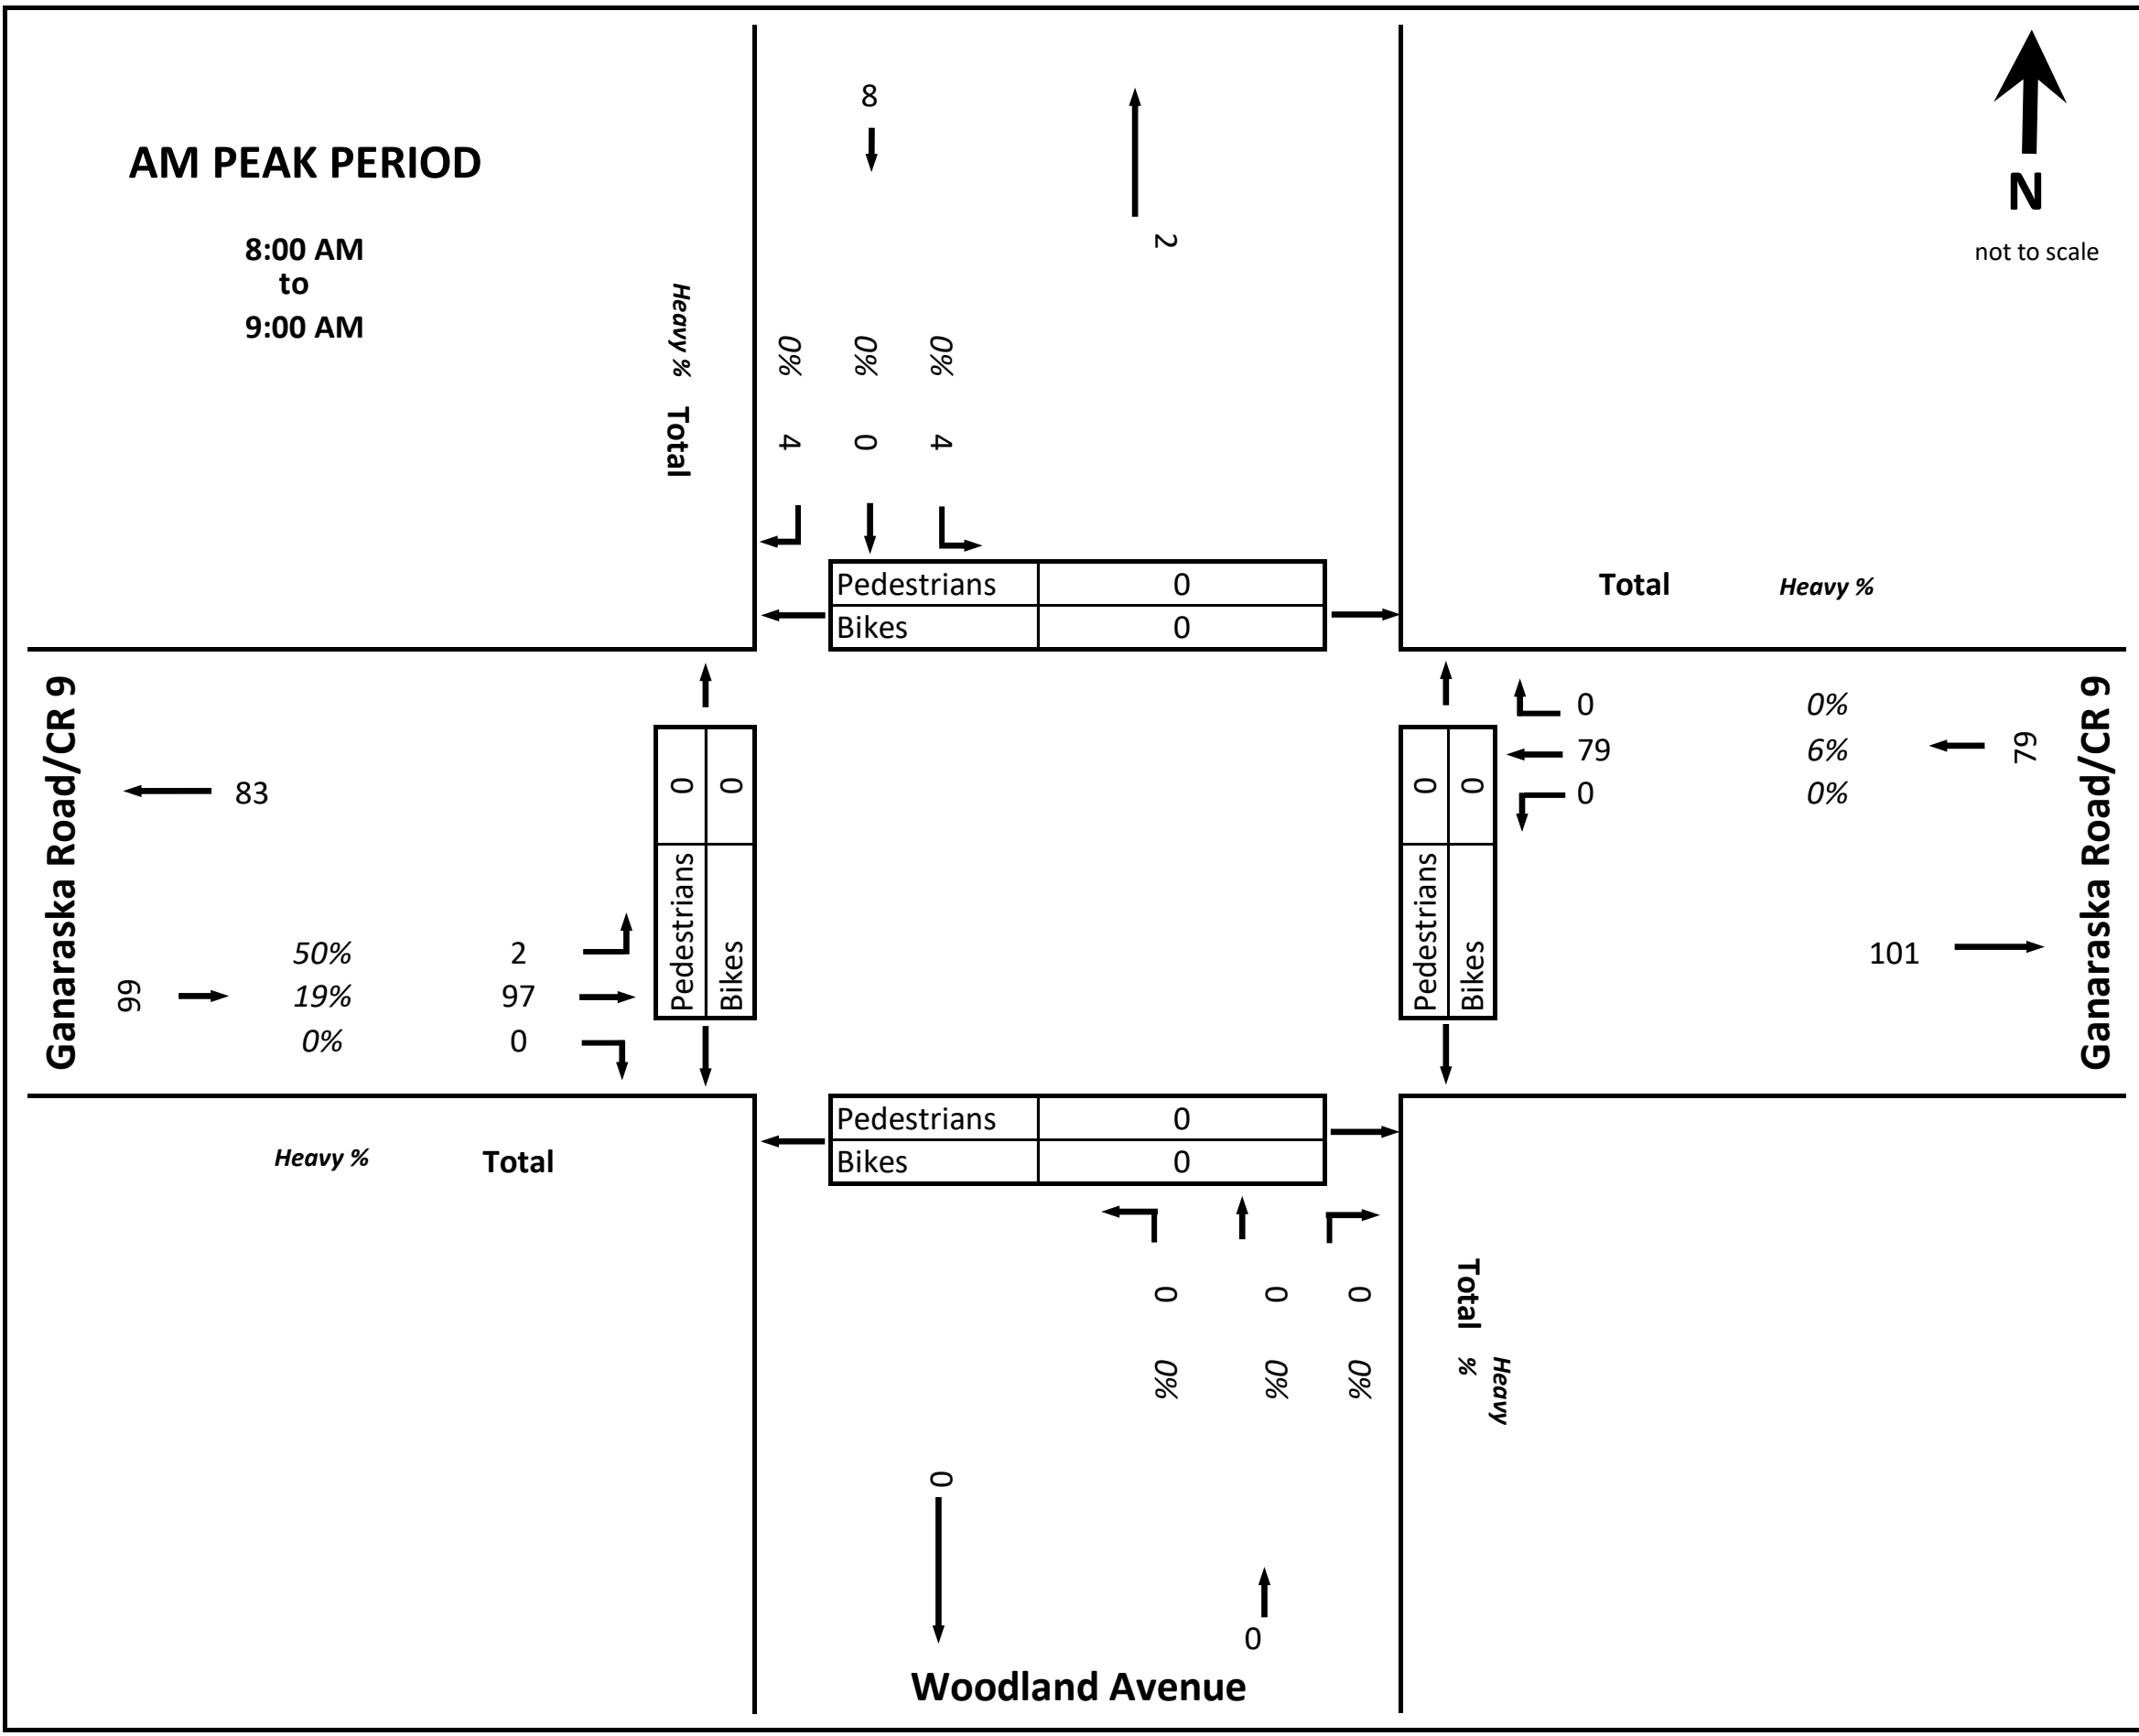 8
AM PEAK PERIOD
N
2
8:00 AM
to
9:00 AM
not to scale
Heavy % Total
0% 0% 0%
4 0 4
Pedestrians 0
Bikes 0
Total Heavy %
Ganaraska Road/CR 9
83
50% 2
99 19% 97
0% 0
Pedestrians 0
Bikes 0
Pedestrians 0
Bikes 0
0 0%
79 6% 79
0 0%
101
Ganaraska Road/CR 9
Heavy % Total
Pedestrians 0
Bikes 0
0 0 0
0% 0% 0%
Total Heavy %
0
0
Woodland Avenue